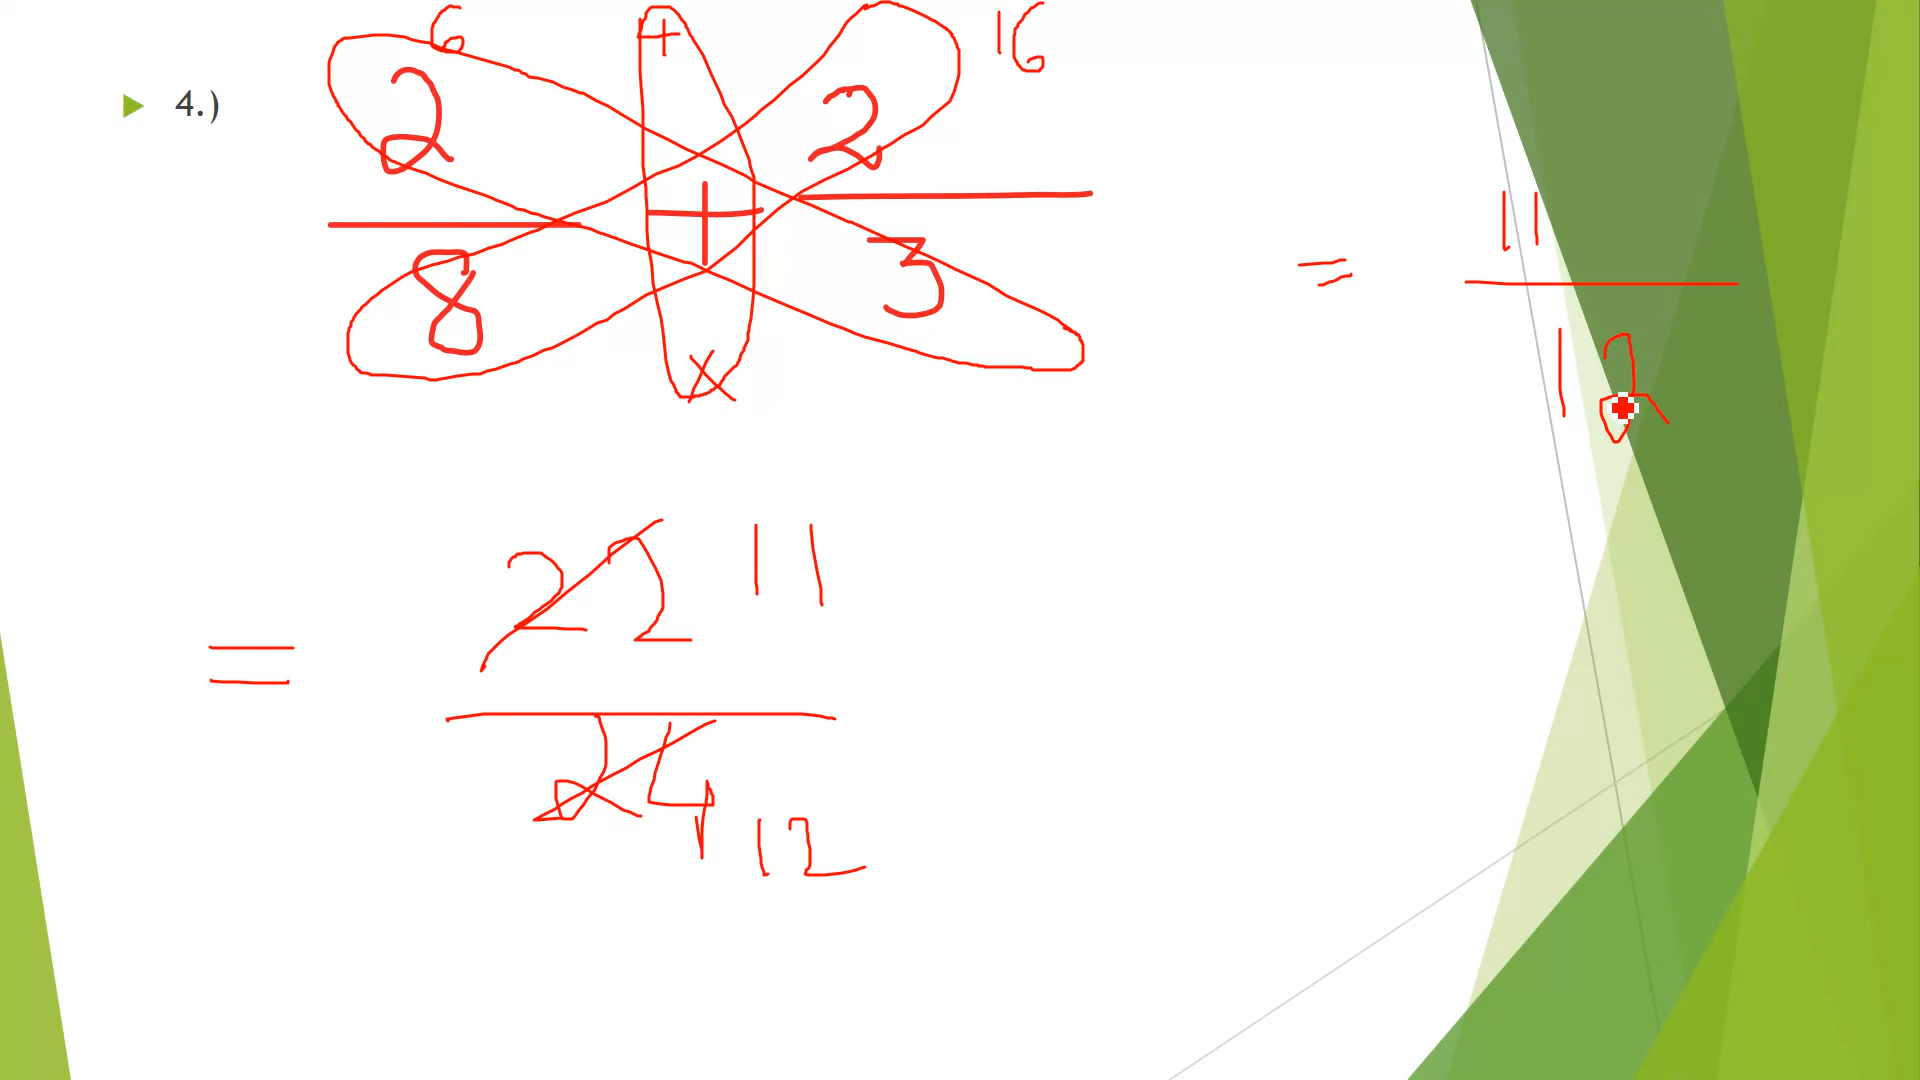 6 + 16
4.) 2 2
+
8 3
×
= 11
12
= 22 11
24 12